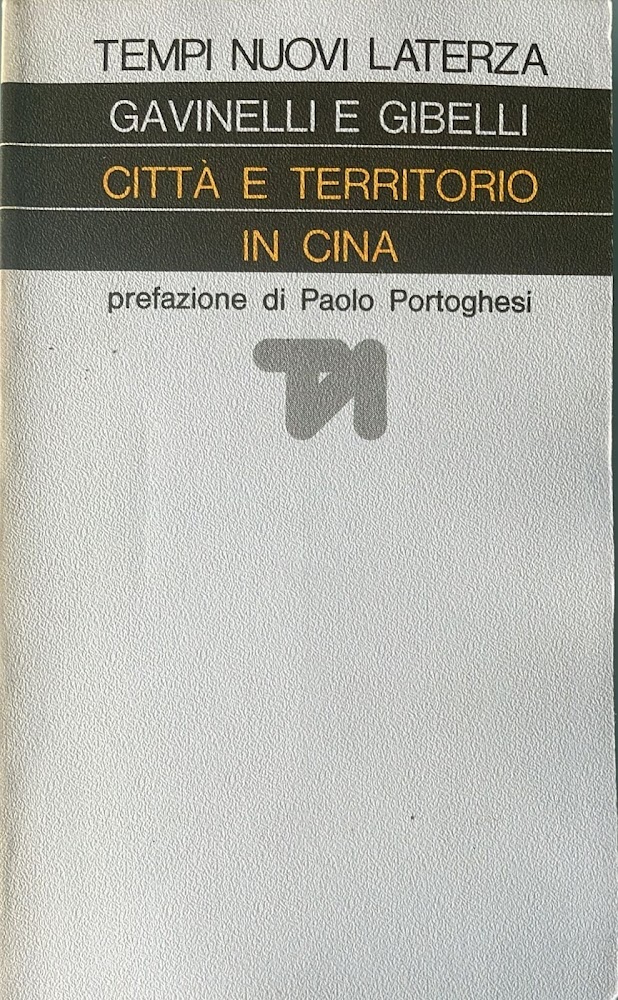 TEMPI NUOVI LATERZA
GAVINELLI E GIBELLI
CITTÀ E TERRITORIO
IN CINA
prefazione di Paolo Portoghesi